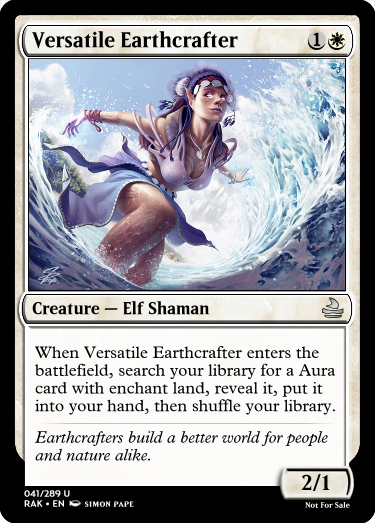 Versatile Earthcrafter 1
Creature — Elf Shaman
When Versatile Earthcrafter enters the
battlefield, search your library for a Aura
card with enchant land, reveal it, put it
into your hand, then shuffle your library.
Earthcrafters build a better world for people
and nature alike.
2/1
041/289 U
RAK • EN SIMON PAPE
Not For Sale